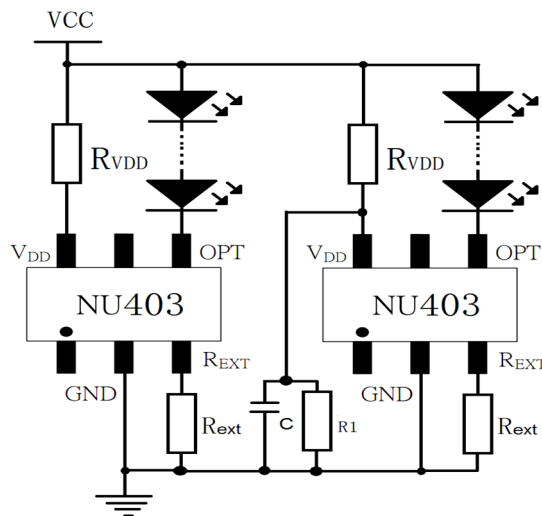 VCC
RVDD
RVDD
VDD
OPT
VDD
OPT
NU403
NU403
REXT
REXT
GND
GND
Rext
C
R1
Rext